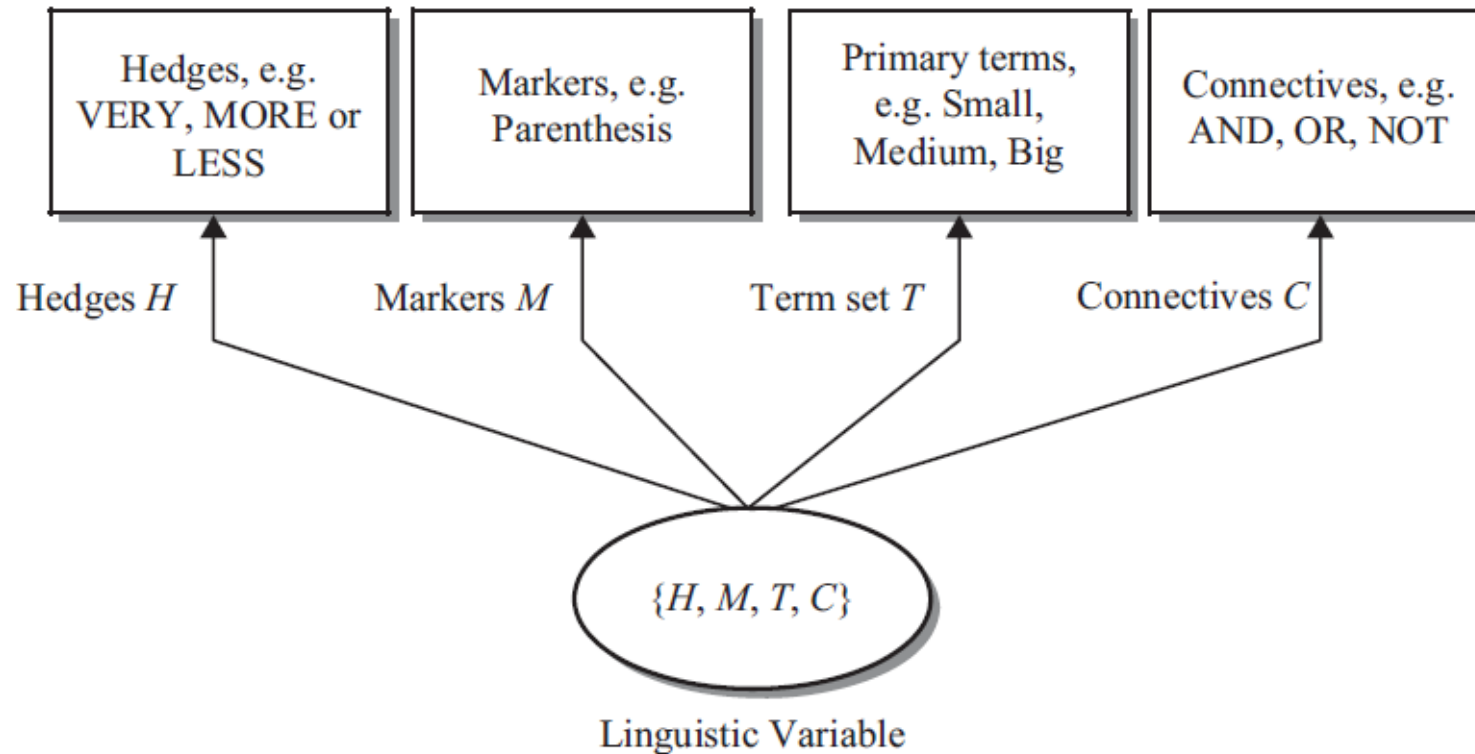 Hedges, e.g.
VERY, MORE or
LESS
Markers, e.g.
Parenthesis
Primary terms,
e.g. Small,
Medium, Big
Connectives, e.g.
AND, OR, NOT
Hedges H
Markers M
Term set T
Connectives C
{H, M, T, C}
Linguistic Variable